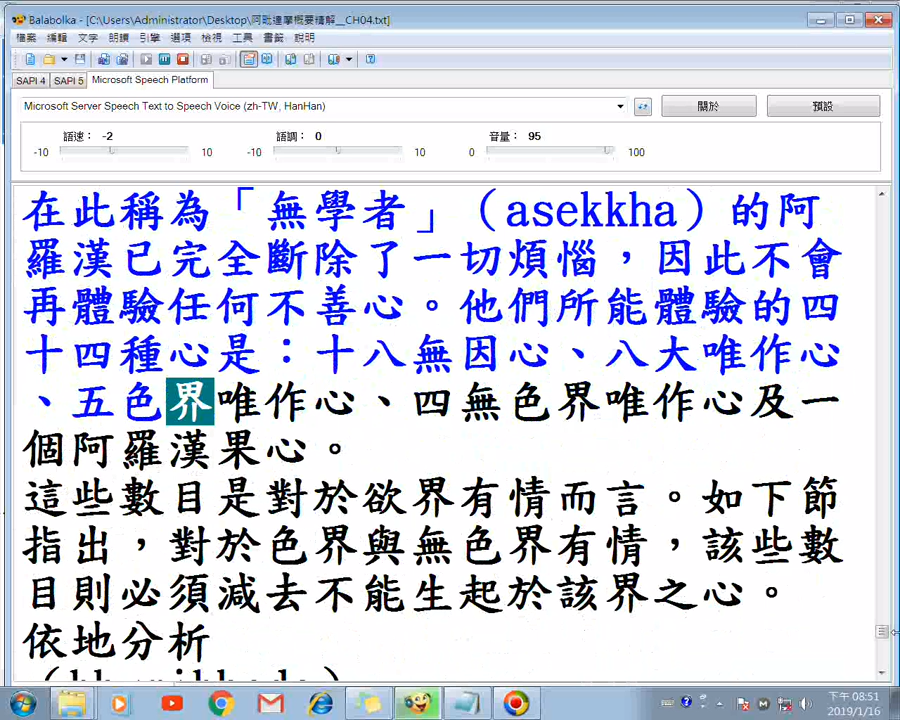 Balabolka - [C:\Users\Administrator\Desktop\阿毗達摩概要精解__CH04.txt]
檔案 編輯 文字 朗讀 引擎 選項 檢視 工具 書籤 說明
SAPI 4 SAPI 5 Microsoft Speech Platform
Microsoft Server Speech Text to Speech Voice (zh-TW, HanHan) 關於 預設
語速： -2 語調： 0 音量： 95
-10 10 -10 10 0 100
在此稱為「無學者」（asekkha）的阿
羅漢已完全斷除了一切煩惱，因此不會
再體驗任何不善心。他們所能體驗的四
十四種心是：十八無因心、八大唯作心
、五色界唯作心、四無色界唯作心及一
個阿羅漢果心。
這些數目是對於欲界有情而言。如下節
指出，對於色界與無色界有情，該些數
目則必須減去不能生起於該界之心。
依地分析
下午 08:51
2019/1/16